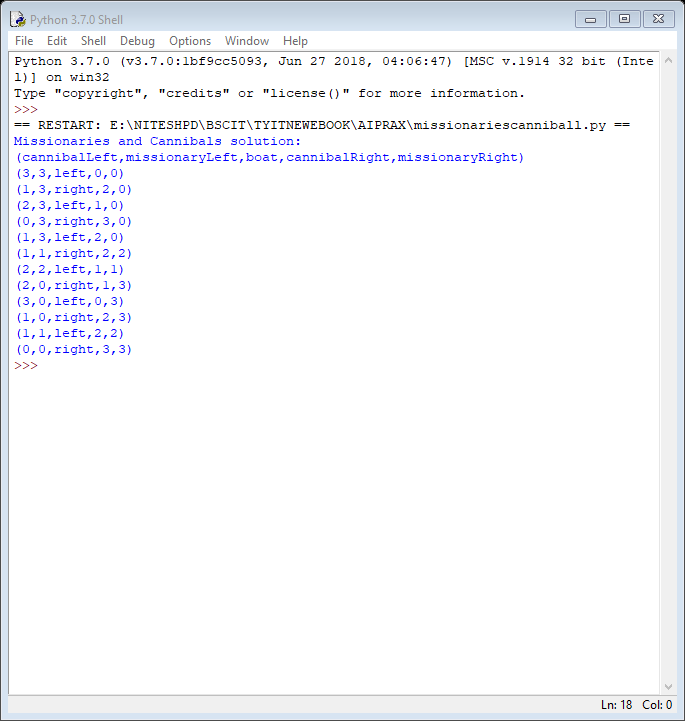 Python 3.7.0 Shell
File Edit Shell Debug Options Window Help
Python 3.7.0 (v3.7.0:1bf9cc5093, Jun 27 2018, 04:06:47) [MSC v.1914 32 bit (Inte
l)] on win32
Type "copyright", "credits" or "license()" for more information.
>>>
== RESTART: E:\NITESHPD\BSCIT\TYITNEWEBOOK\AIPRAX\missionariescanniball.py ==
Missionaries and Cannibals solution:
(cannibalLeft,missionaryLeft,boat,cannibalRight,missionaryRight)
(3,3,left,0,0)
(1,3,right,2,0)
(2,3,left,1,0)
(0,3,right,3,0)
(1,3,left,2,0)
(1,1,right,2,2)
(2,2,left,1,1)
(2,0,right,1,3)
(3,0,left,0,3)
(1,0,right,2,3)
(1,1,left,2,2)
(0,0,right,3,3)
>>>
Ln: 18 Col: 0